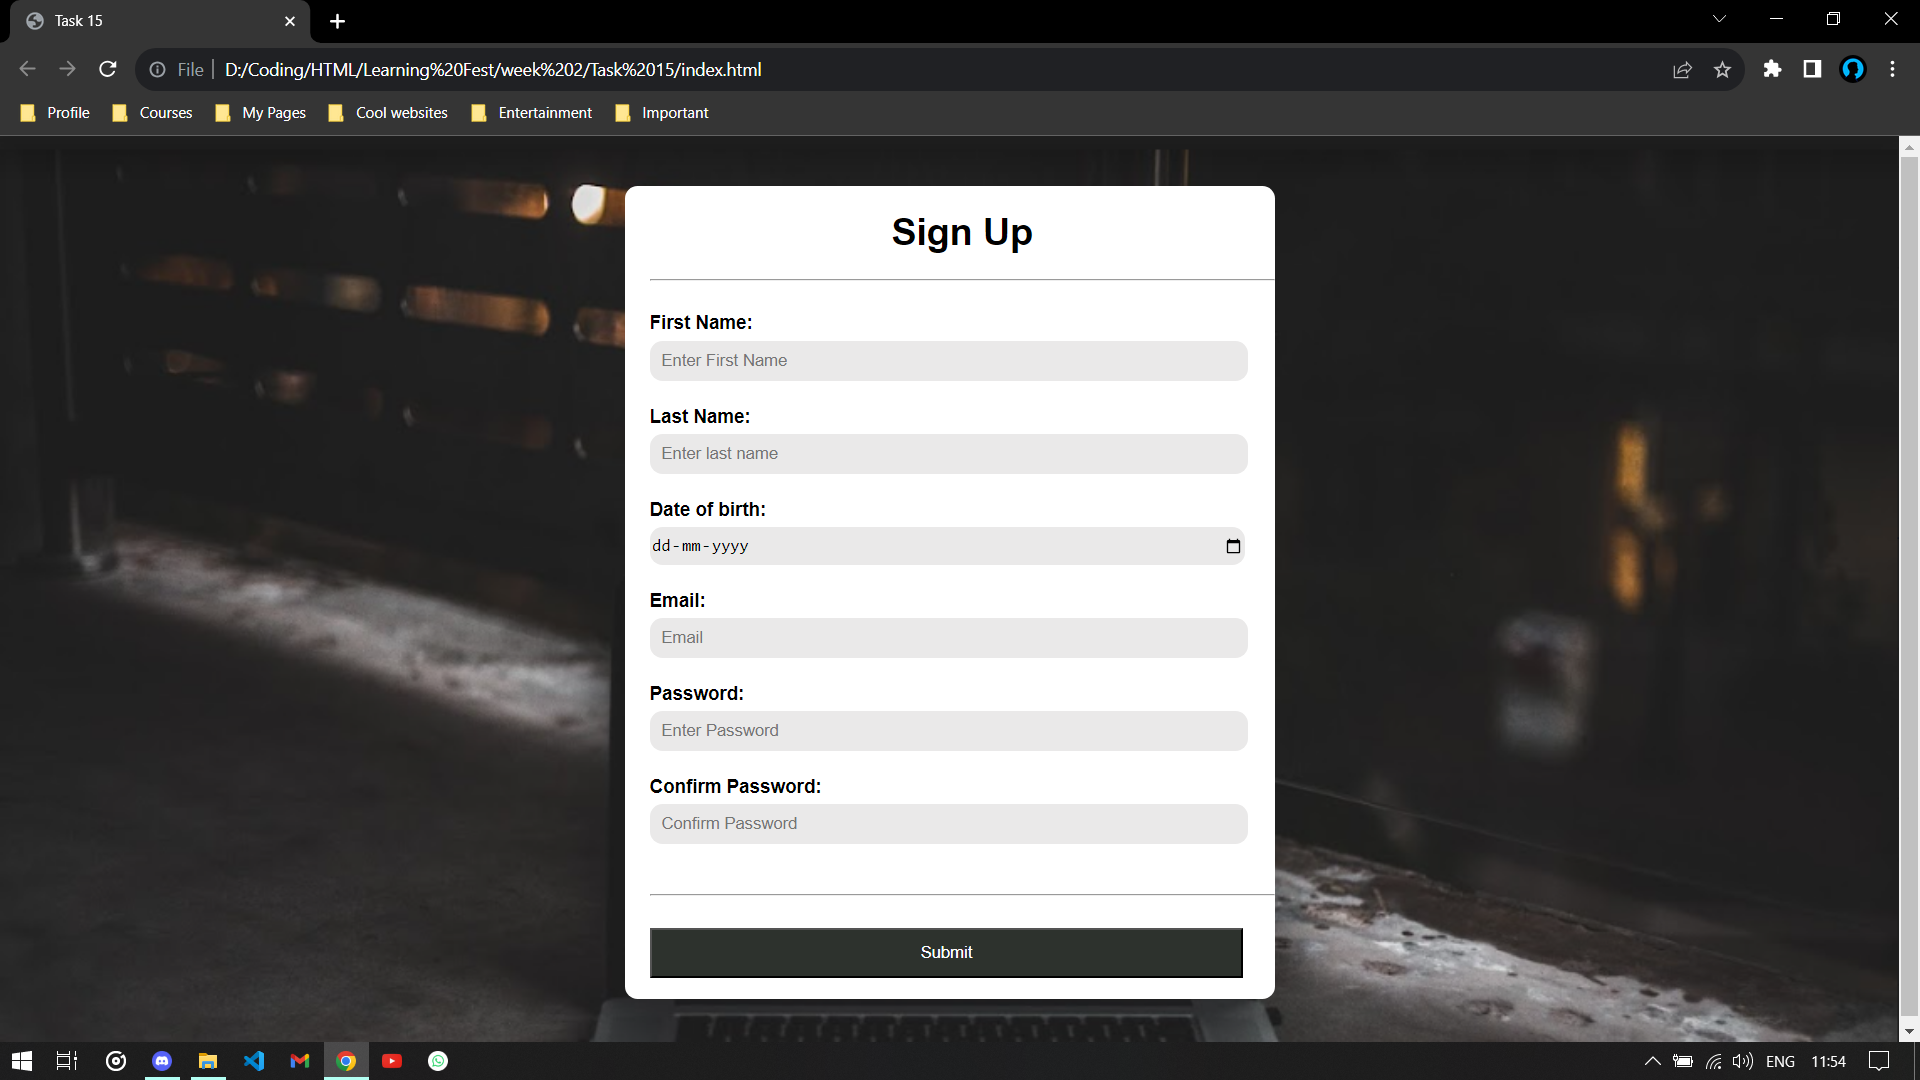 Task 15
File
D:/Coding/HTML/Learning%20Fest/week%202/Task%2015/index.html
Profile
Courses
My Pages
Cool websites
Entertainment
Important
Sign Up
First Name:
Enter First Name
Last Name:
Enter last name
Date of birth:
dd-mm-yyyy
Email:
Email
Password:
Enter Password
Confirm Password:
Confirm Password
Submit
ENG
11:54